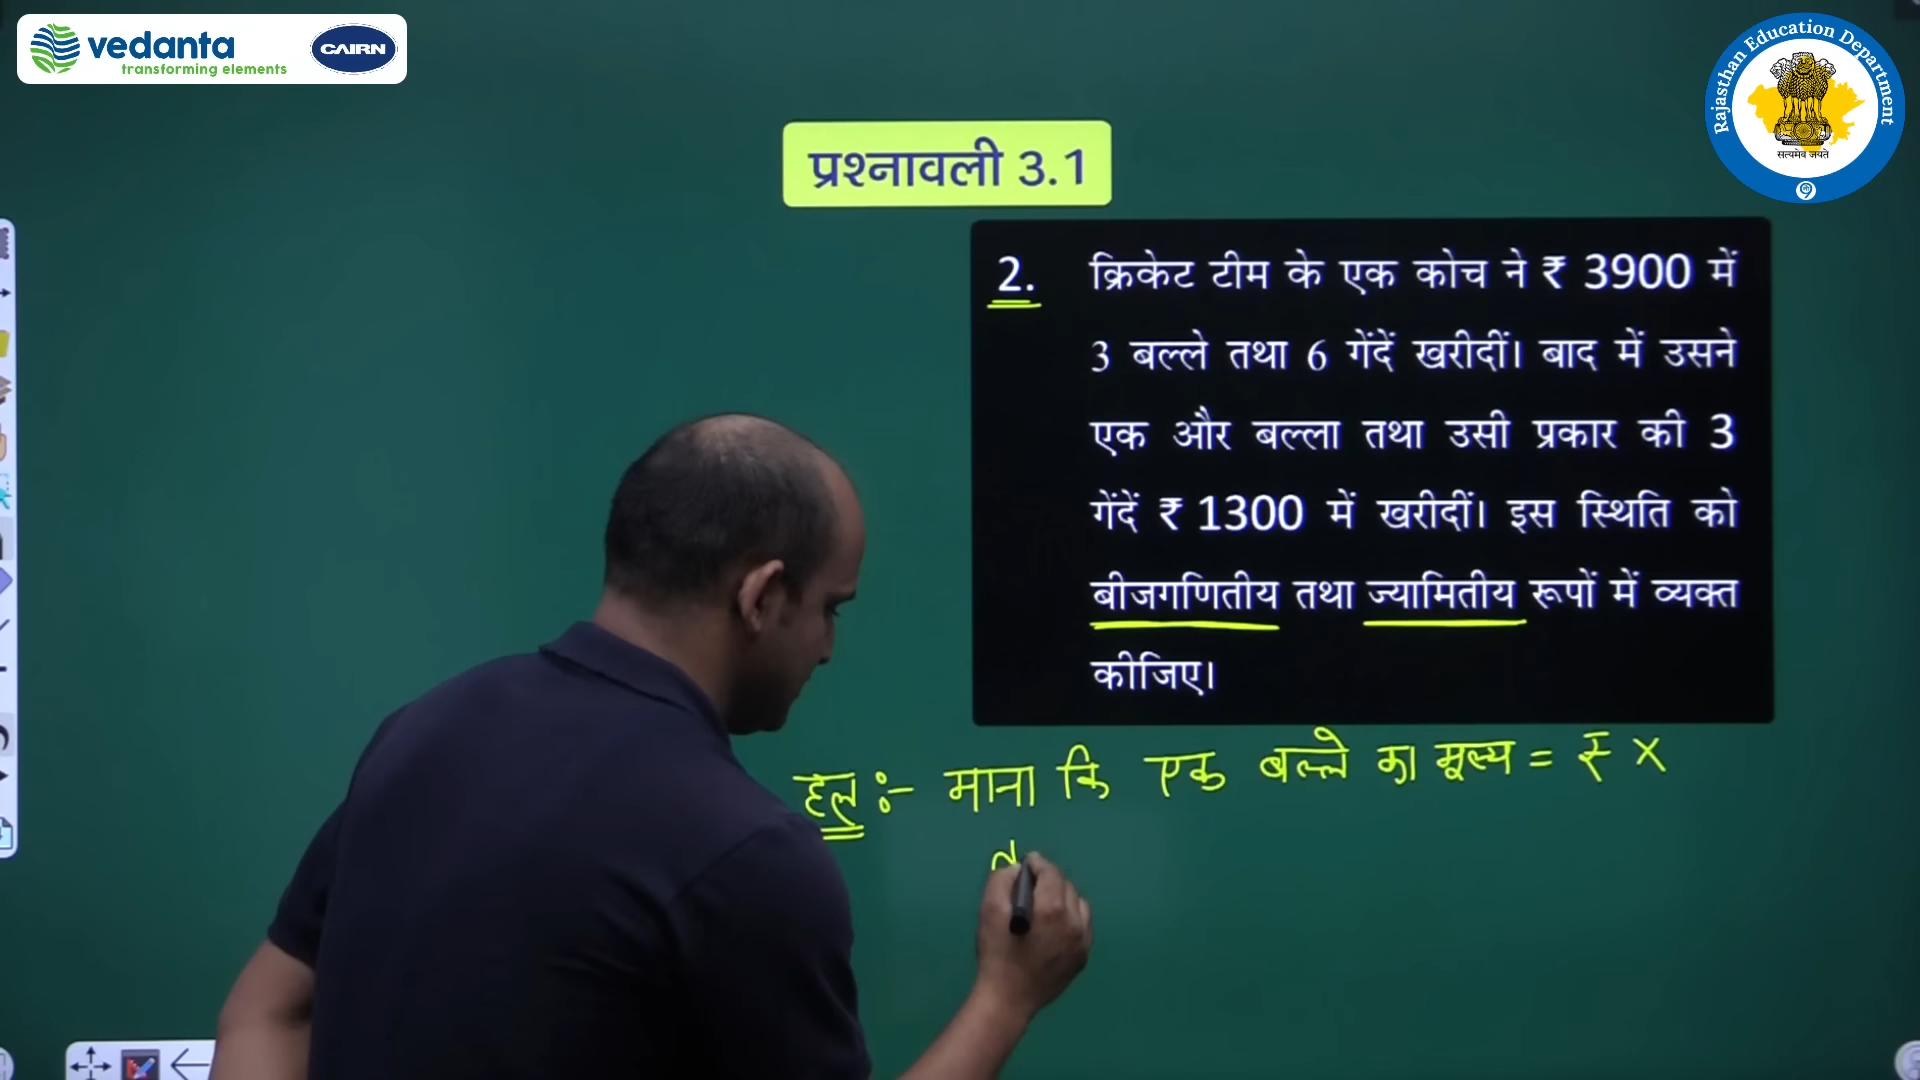 vedanta
transforming elements
CAIRN
Rajasthan Education Department
सत्यमेव जयते
प्रश्नावली 3.1
2. क्रिकेट टीम के एक कोच ने ₹ 3900 में
3 बल्ले तथा 6 गेंदें खरीदीं। बाद में उसने
एक और बल्ला तथा उसी प्रकार की 3
गेंदें ₹ 1300 में खरीदीं। इस स्थिति को
बीजगणितीय तथा ज्यामितीय रूपों में व्यक्त
कीजिए।
हल :- माना कि एक बल्ले का मूल्य = ₹ x